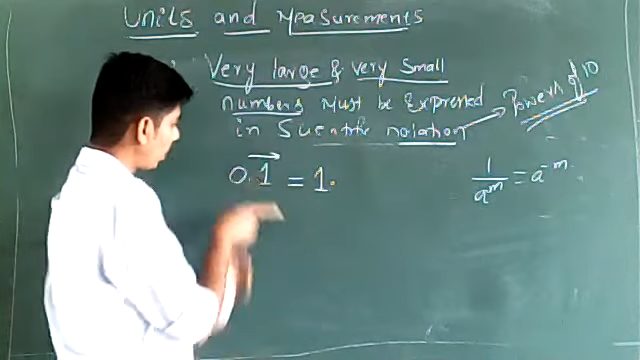 Units and Measurements
Very large & very small
numbers Must be Expressed
in Scientific notation → Powers of 10
0.1 = 1.
1/a^m = a^-m.